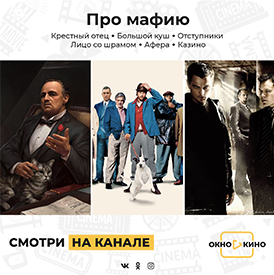 Про мафию
Крестный отец • Большой куш • Отступники
Лицо со шрамом • Афера • Казино
СМОТРИ НА КАНАЛЕ
ОКНО В КИНО